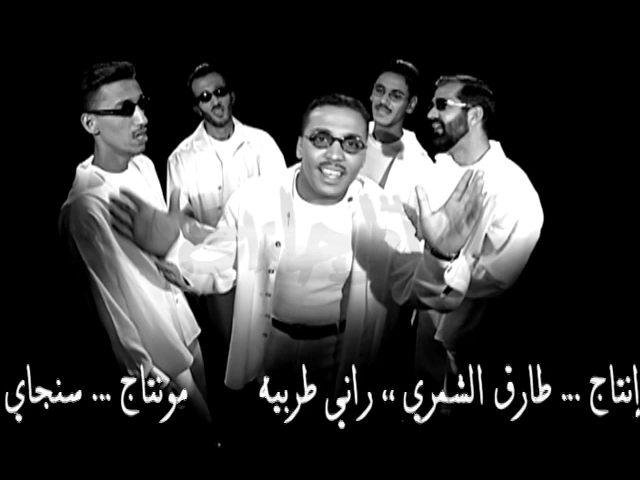 إنتاج ... طارق الشمري ،، راني طربيه مونتاج ... سنجاي